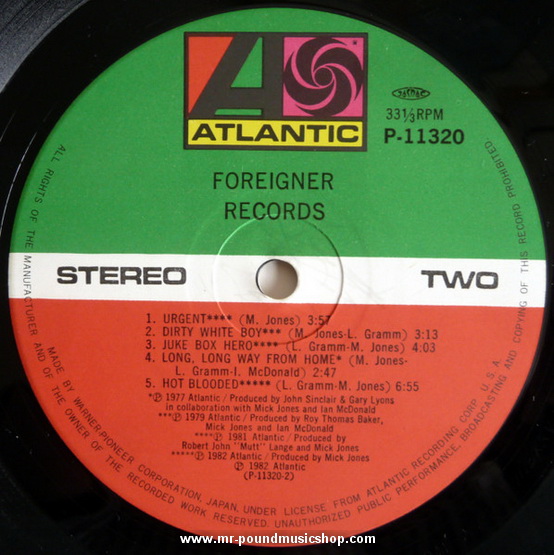 ATLANTIC
JASRAC
33⅓RPM
P-11320
FOREIGNER
RECORDS
STEREO
TWO
1. URGENT**** (M. Jones) 3:57
2. DIRTY WHITE BOY*** (M. Jones-L. Gramm) 3:13
3. JUKE BOX HERO**** (L. Gramm-M. Jones) 4:03
4. LONG, LONG WAY FROM HOME* (M. Jones-
L. Gramm-I. McDonald) 2:47
5. HOT BLOODED***** (L. Gramm-M. Jones) 6:55
*Ⓟ 1977 Atlantic / Produced by John Sinclair & Gary Lyons
in collaboration with Mick Jones and Ian McDonald
***Ⓟ 1979 Atlantic / Produced by Roy Thomas Baker,
Mick Jones and Ian McDonald
****Ⓟ 1981 Atlantic / Produced by
Robert John "Mutt" Lange and Mick Jones
*****Ⓟ 1982 Atlantic / Produced by Mick Jones
Ⓟ 1982 Atlantic
(P-11320-2)
ALL RIGHTS OF THE MANUFACTURER AND OF THE OWNER OF THE RECORDED WORK RESERVED. UNAUTHORIZED PUBLIC PERFORMANCE, BROADCASTING AND COPYING OF THIS RECORD PROHIBITED.
MADE BY WARNER-PIONEER CORPORATION, JAPAN, UNDER LICENSE FROM ATLANTIC RECORDING CORP. U.S.A.
www.mr-poundmusicshop.com